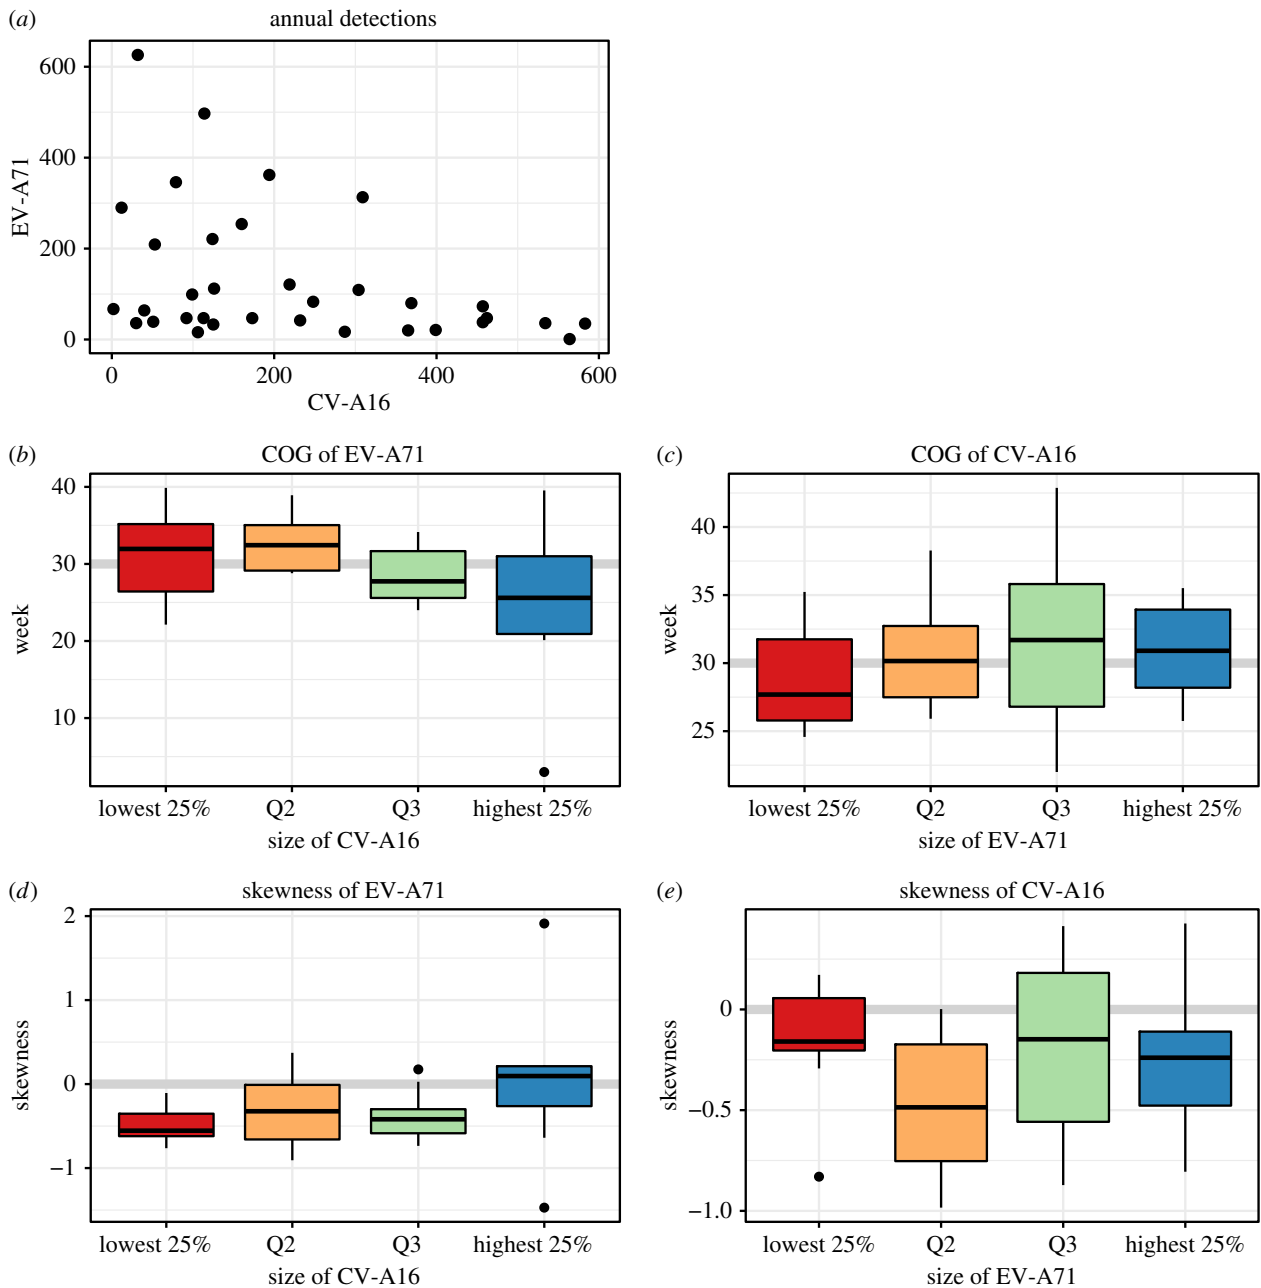 (a) annual detections
600
400
200
0
EV-A71
0 200 400 600
CV-A16
(b) COG of EV-A71
40
30
20
10
week
lowest 25% Q2 Q3 highest 25%
size of CV-A16
(c) COG of CV-A16
40
35
30
25
week
lowest 25% Q2 Q3 highest 25%
size of EV-A71
(d) skewness of EV-A71
2
1
0
−1
skewness
lowest 25% Q2 Q3 highest 25%
size of CV-A16
(e) skewness of CV-A16
0
−0.5
−1.0
skewness
lowest 25% Q2 Q3 highest 25%
size of EV-A71